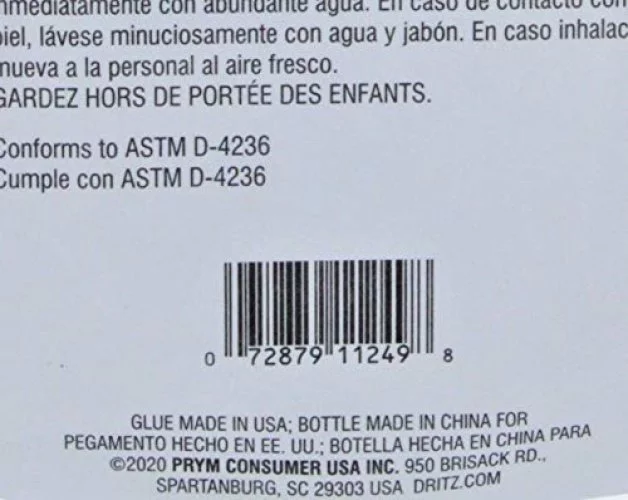 nmediatamente con abundante agua. En caso de contacto con
piel, lávese minuciosamente con agua y jabón. En caso inhalac
nueva a la personal al aire fresco.
GARDEZ HORS DE PORTÉE DES ENFANTS.
Conforms to ASTM D-4236
Cumple con ASTM D-4236
0 72879 11249 8
GLUE MADE IN USA; BOTTLE MADE IN CHINA FOR
PEGAMENTO HECHO EN EE. UU.; BOTELLA HECHA EN CHINA PARA
©2020 PRYM CONSUMER USA INC. 950 BRISACK RD.,
SPARTANBURG, SC 29303 USA DRITZ.COM